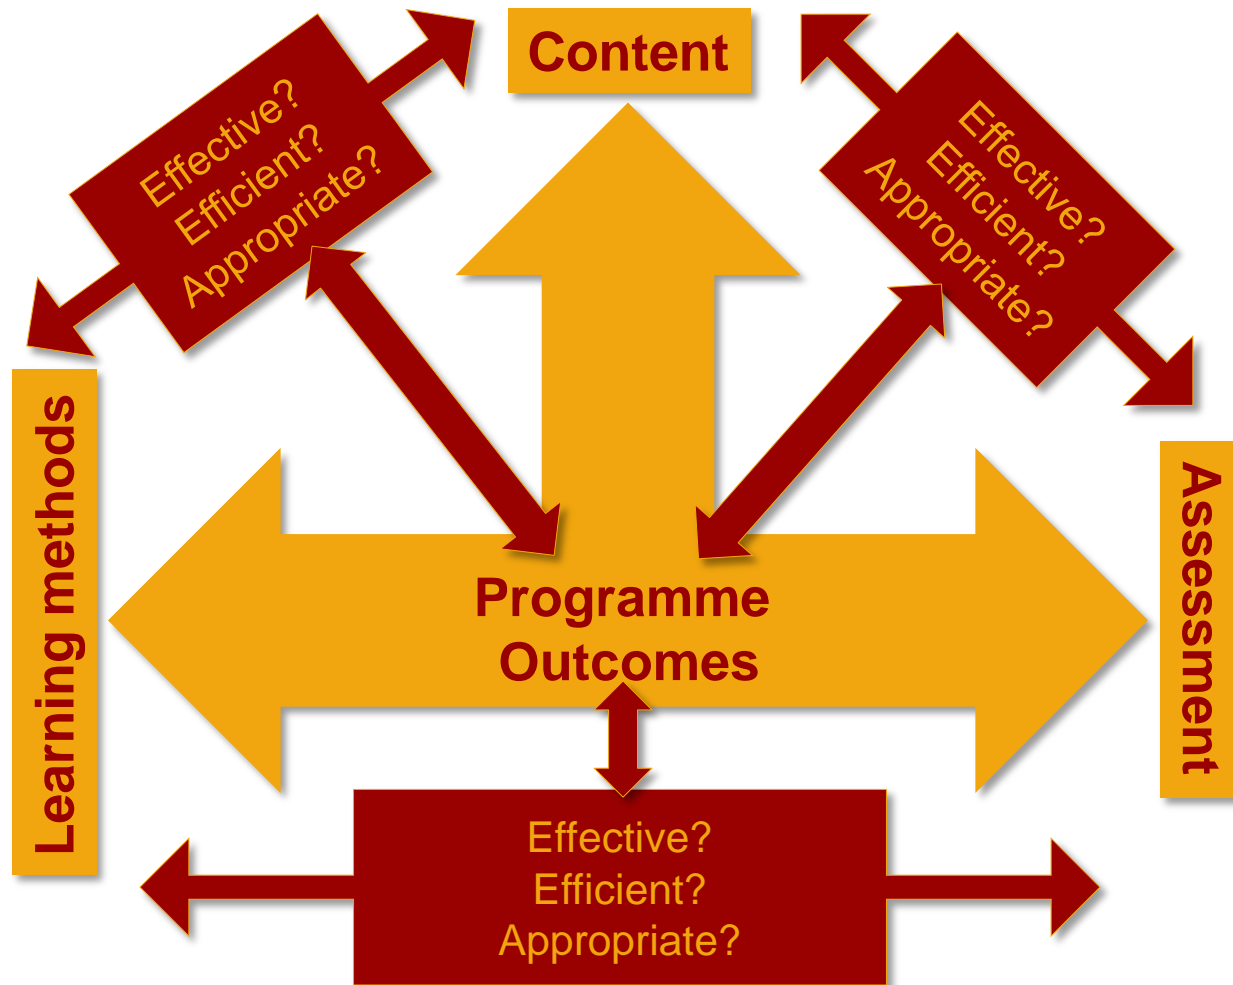 Content
Effective?
Efficient?
Appropriate?
Effective?
Efficient?
Appropriate?
Learning methods
Programme
Outcomes
Assessment
Effective?
Efficient?
Appropriate?